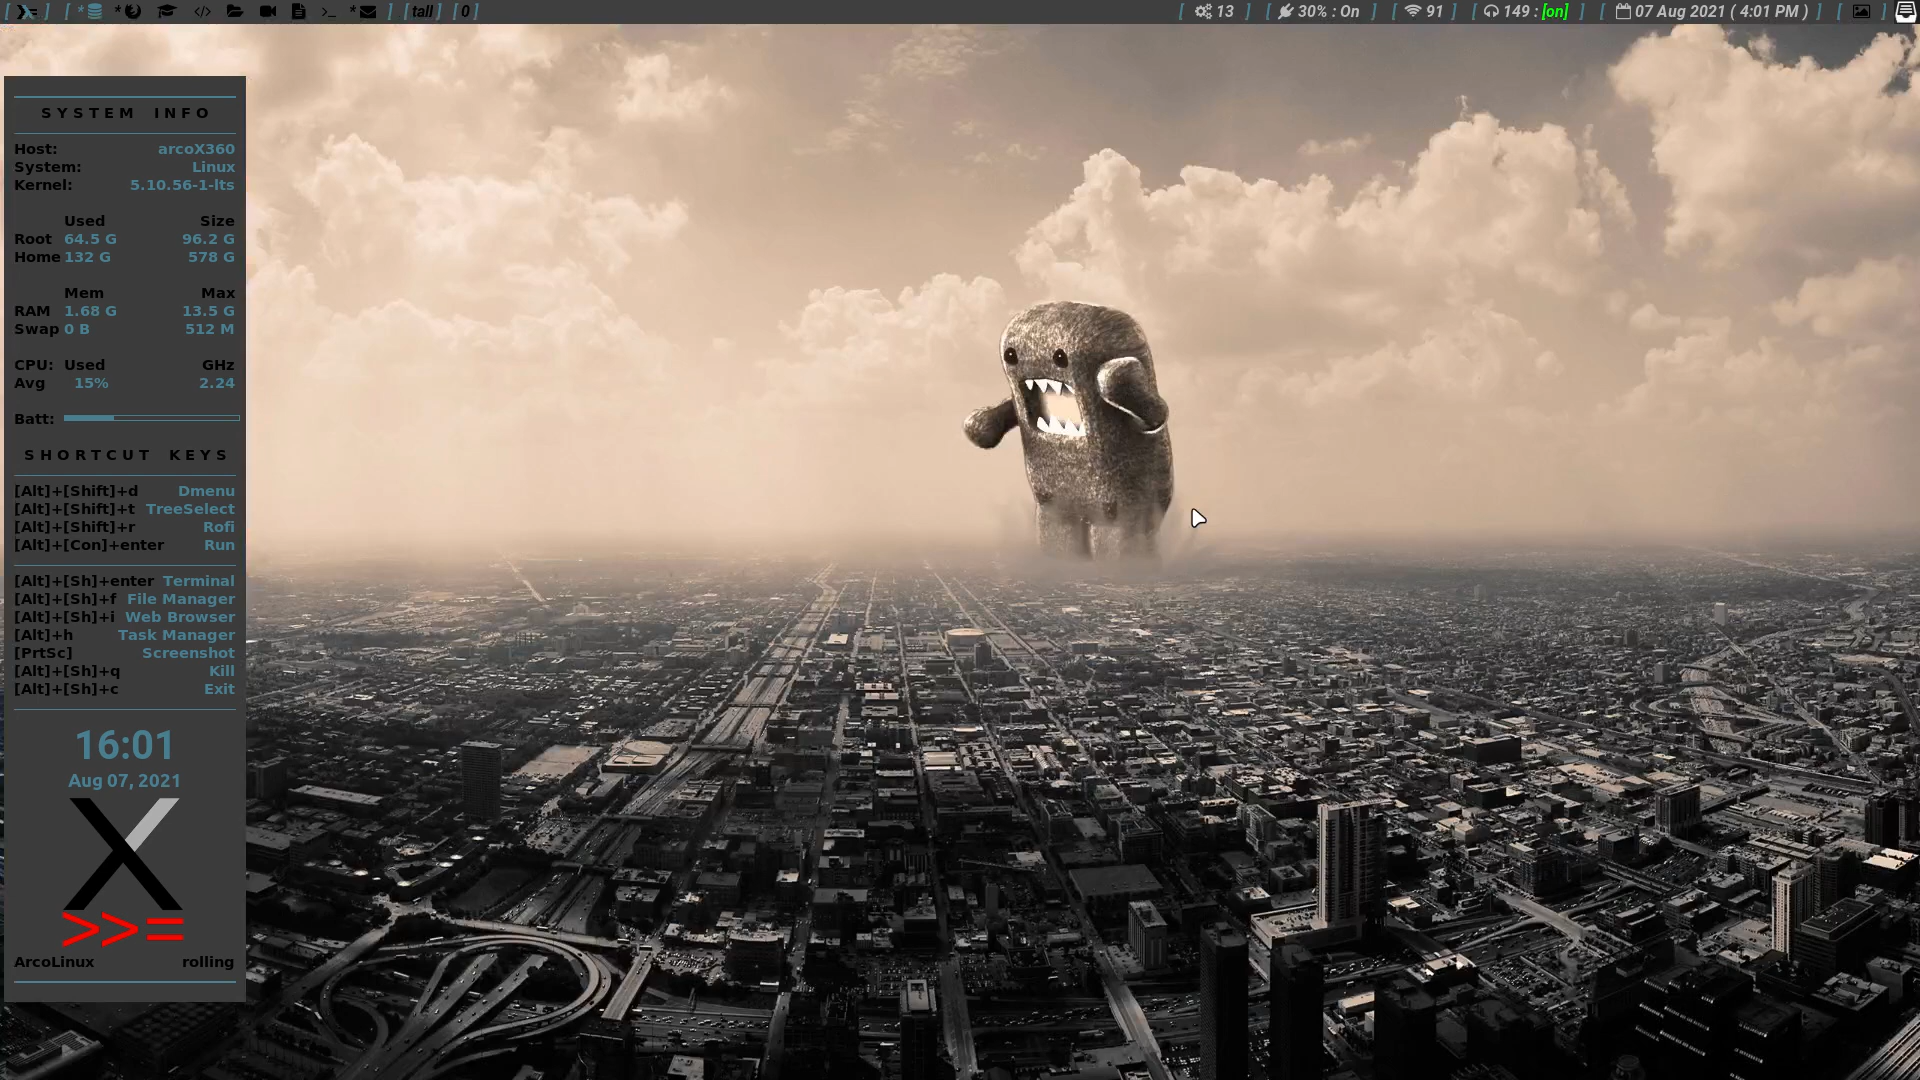 [ ] [ * * </> >_ * ] [ tall ] [ 0 ]
[ 13 ] [ 30% : On ] [ 91 ] [ 149 : [on] ] [ 07 Aug 2021 ( 4:01 PM ) ] [ ]
SYSTEM INFO
Host: arcoX360
System: Linux
Kernel: 5.10.56-1-lts
Used Size
Root 64.5 G 96.2 G
Home 132 G 578 G
Mem Max
RAM 1.68 G 13.5 G
Swap 0 B 512 M
CPU: Used GHz
Avg 15% 2.24
Batt:
SHORTCUT KEYS
[Alt]+[Shift]+d Dmenu
[Alt]+[Shift]+t TreeSelect
[Alt]+[Shift]+r Rofi
[Alt]+[Con]+enter Run
[Alt]+[Sh]+enter Terminal
[Alt]+[Sh]+f File Manager
[Alt]+[Sh]+i Web Browser
[Alt]+h Task Manager
[PrtSc] Screenshot
[Alt]+[Sh]+q Kill
[Alt]+[Sh]+c Exit
16:01
Aug 07, 2021
X
>>=
ArcoLinux rolling